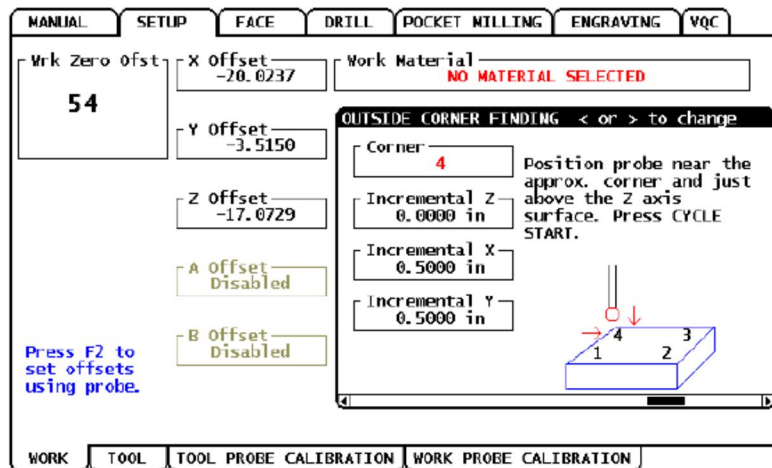 MANUAL SETUP FACE DRILL POCKET MILLING ENGRAVING VQC
Wrk Zero Ofst
54
X Offset
-20.0237
Y Offset
-3.5150
Z Offset
-17.0729
A Offset
Disabled
B Offset
Disabled
Press F2 to
set offsets
using probe.
Work Material
NO MATERIAL SELECTED
OUTSIDE CORNER FINDING < or > to change
Corner
4
Incremental Z
0.0000 in
Incremental X
0.5000 in
Incremental Y
0.5000 in
Position probe near the
approx. corner and just
above the Z axis
surface. Press CYCLE
START.
4 3
1 2
WORK TOOL TOOL PROBE CALIBRATION WORK PROBE CALIBRATION